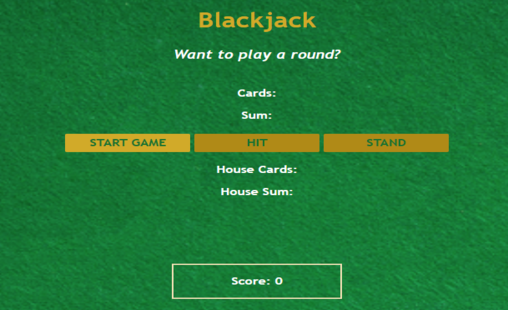 Blackjack
Want to play a round?
Cards:
Sum:
START GAME HIT STAND
House Cards:
House Sum:
Score: 0